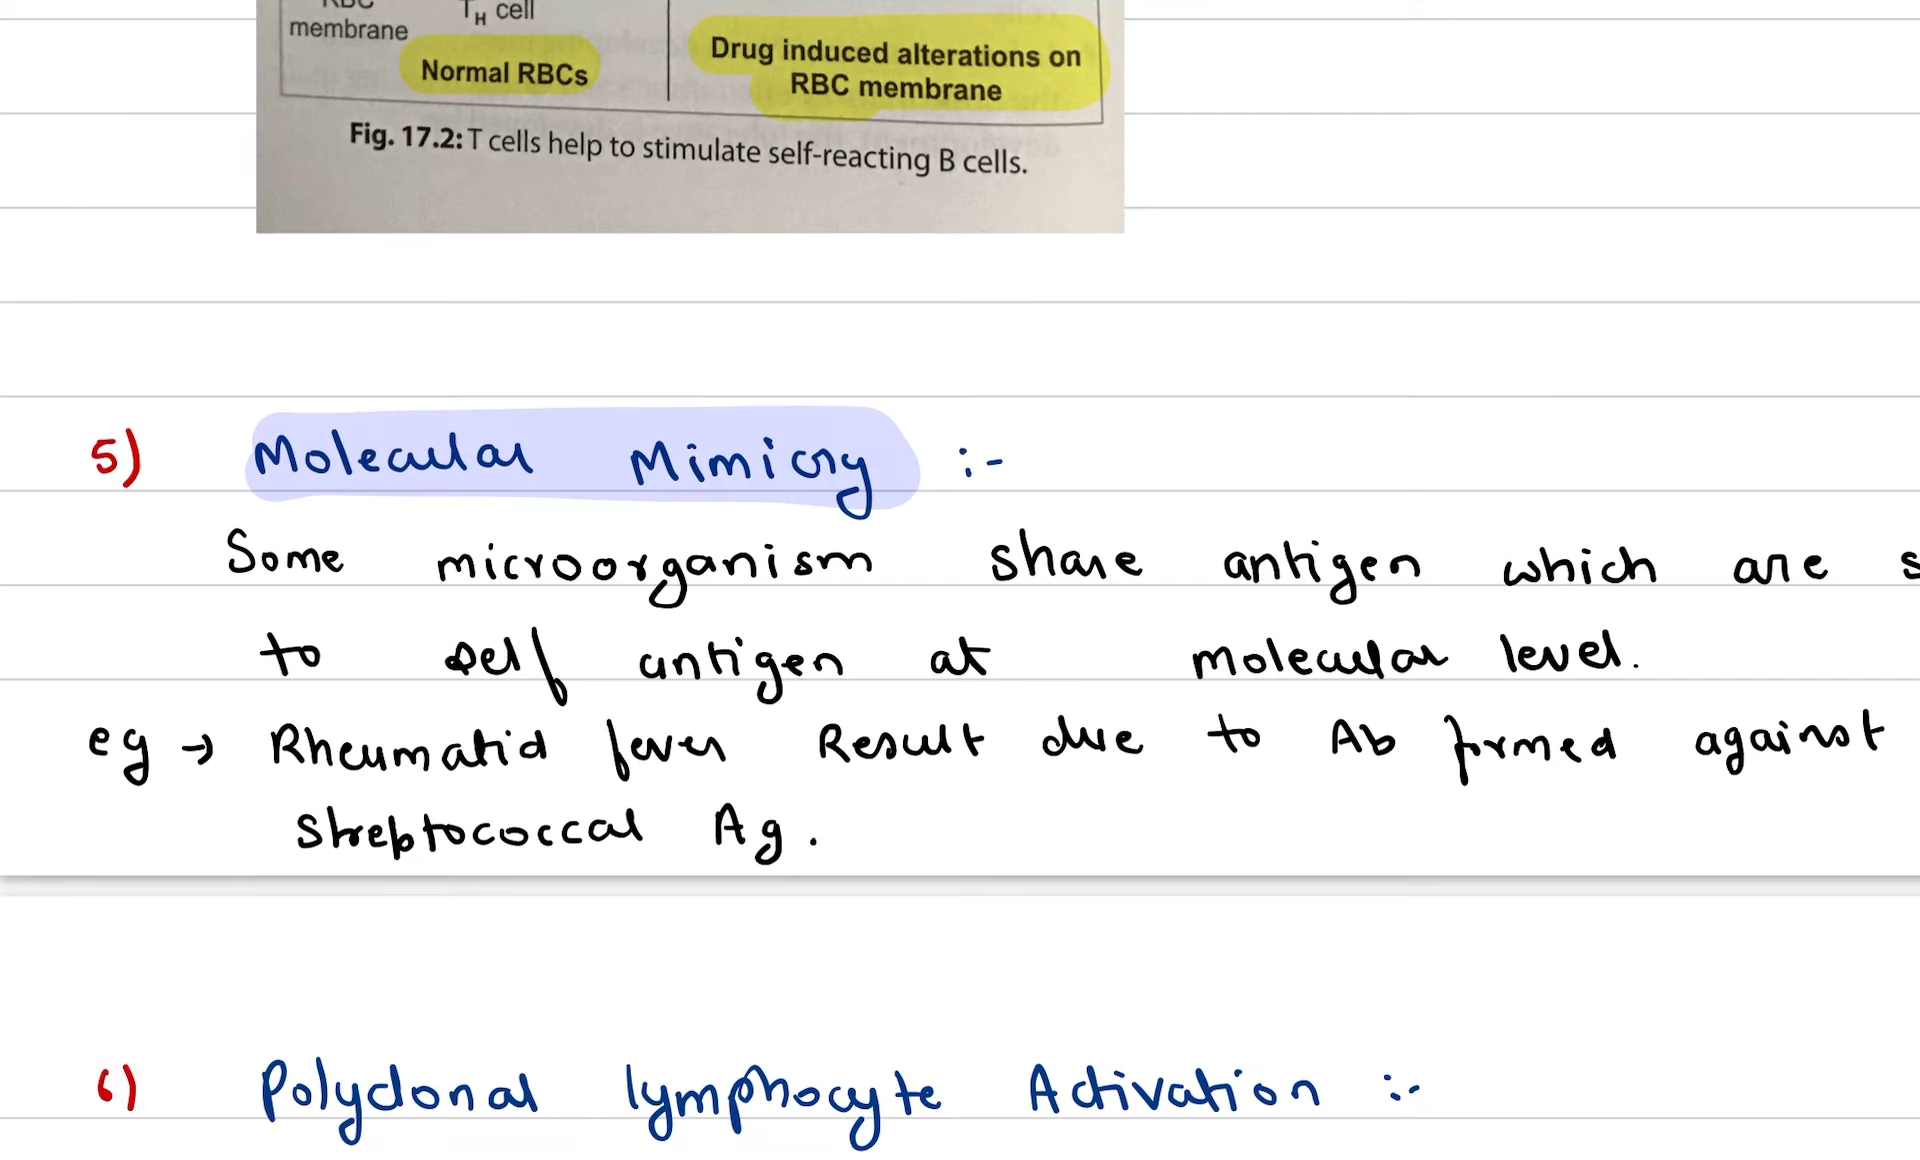 TH cell
membrane
Normal RBCs
Drug induced alterations on
RBC membrane
Fig. 17.2: T cells help to stimulate self-reacting B cells.
5) Molecular Mimicry :-
Some microorganism share antigen which are
to self antigen at molecular level.
eg → Rheumatid fever Result due to Ab formed against
Streptococcal Ag.
6) Polyclonal lymphocyte Activation :-